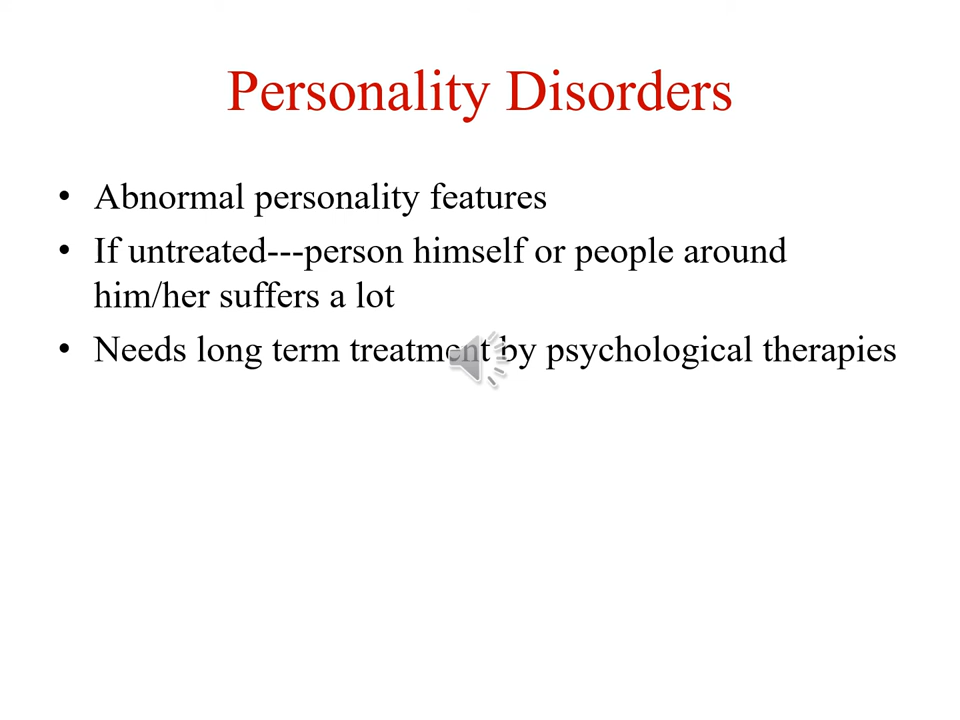 Personality Disorders
• Abnormal personality features
• If untreated---person himself or people around
him/her suffers a lot
• Needs long term treatment by psychological therapies